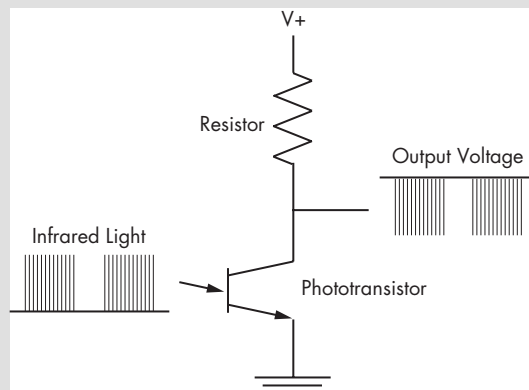 V+
Resistor
Output Voltage
Infrared Light
Phototransistor